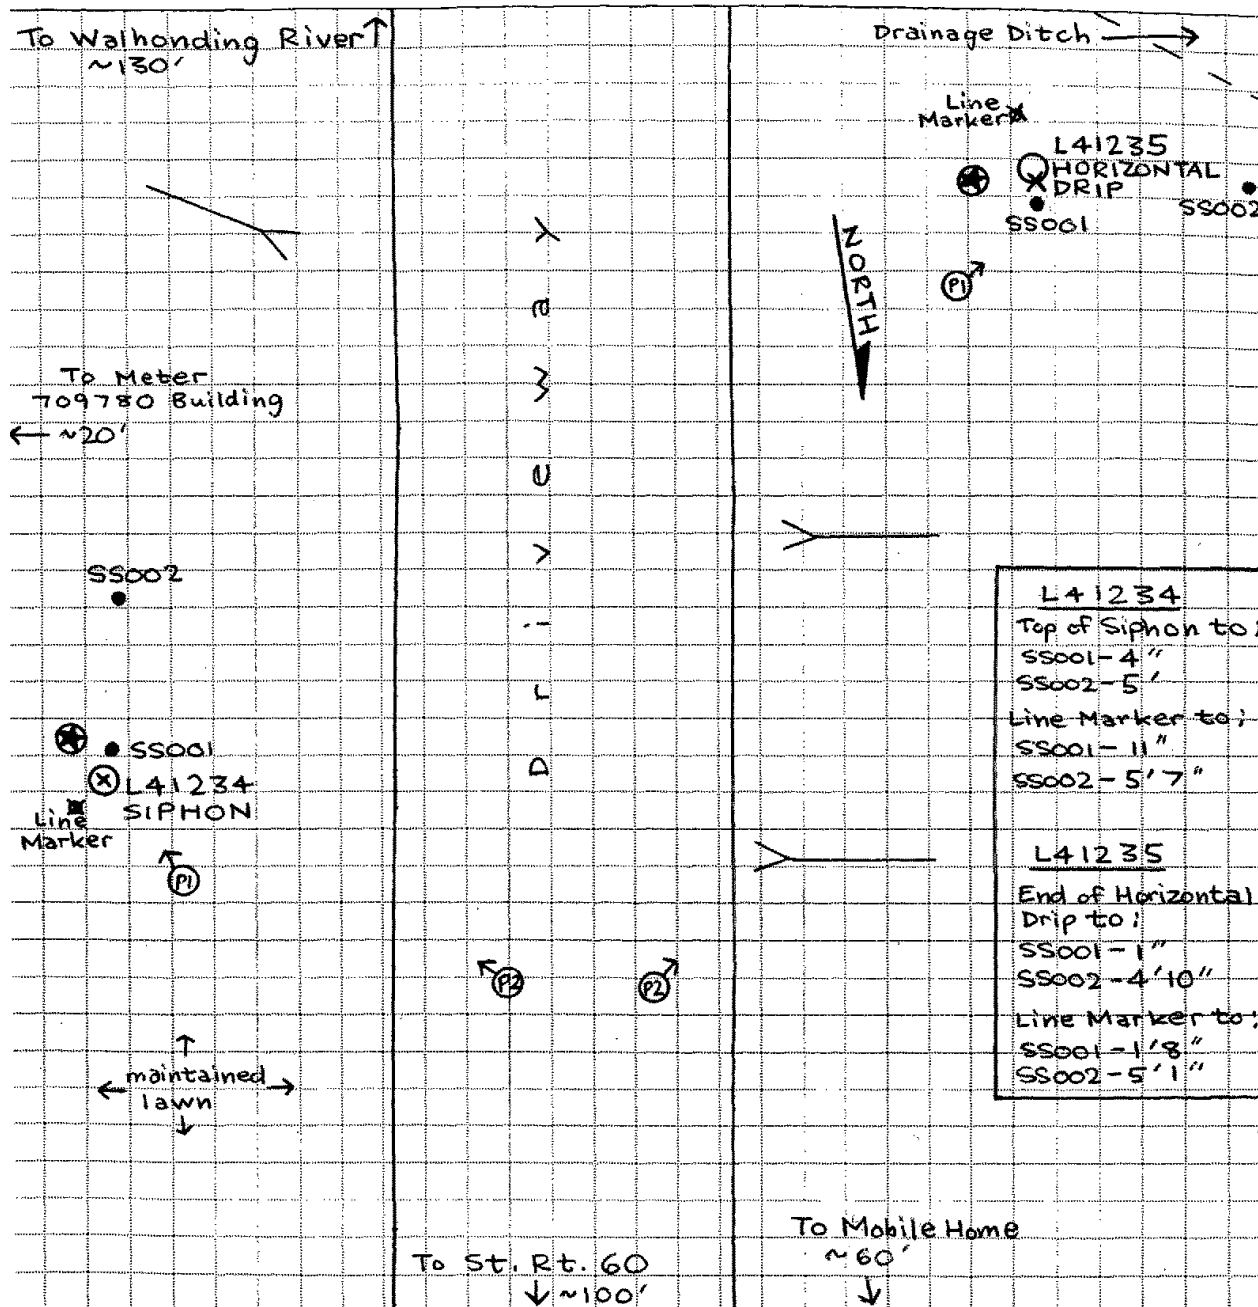 To Walhonding River
~130'
Drainage Ditch
Line
Marker
L41235
HORIZONTAL
DRIP
SS001
SS002
P1
NORTH
DRIVEWAY
To Meter
709780 Building
~20'
SS002
SS001
L41234
SIPHON
Line
Marker
P1
P2
P2
maintained
lawn
L41234
Top of Siphon to:
SS001-4"
SS002-5'
Line Marker to:
SS001-11"
SS002-5'7"
L41235
End of Horizontal
Drip to:
SS001-1"
SS002-4'10"
Line Marker to:
SS001-1'8"
SS002-5'1"
To St. Rt. 60
~100'
To Mobile Home
~60'